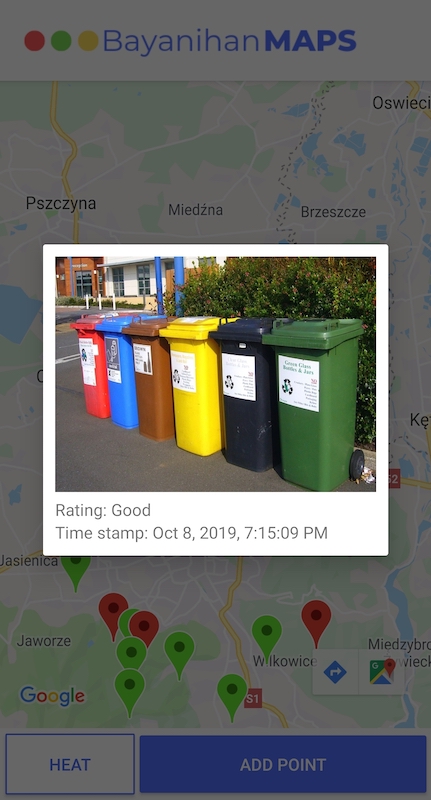 BayanihanMAPS
Oswieci
Pszczyna
Miedźna
Brzeszcze
Green Glass
Bottles & Jars
Rating: Good
Time stamp: Oct 8, 2019, 7:15:09 PM
Jasienica
Jaworze
Wilkowice
Międzybro
Google
S1
HEAT
ADD POINT